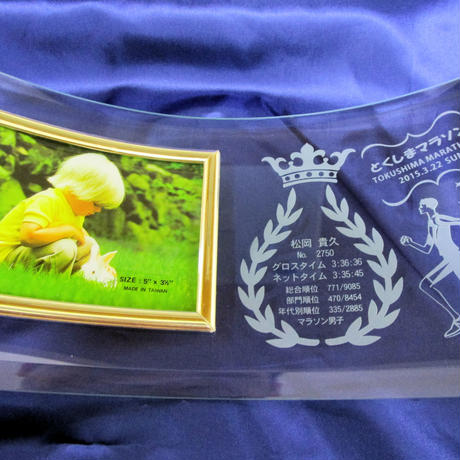 SIZE : 5" x 3½"
MADE IN TAIWAN
松岡 貴久
No. 2750
グロスタイム 3:36:36
ネットタイム 3:35:45
総合順位 771/9085
部門順位 470/8454
年代別順位 335/2885
マラソン男子
とくしまマラソン
TOKUSHIMA MARATH
2015.3.22 SUN